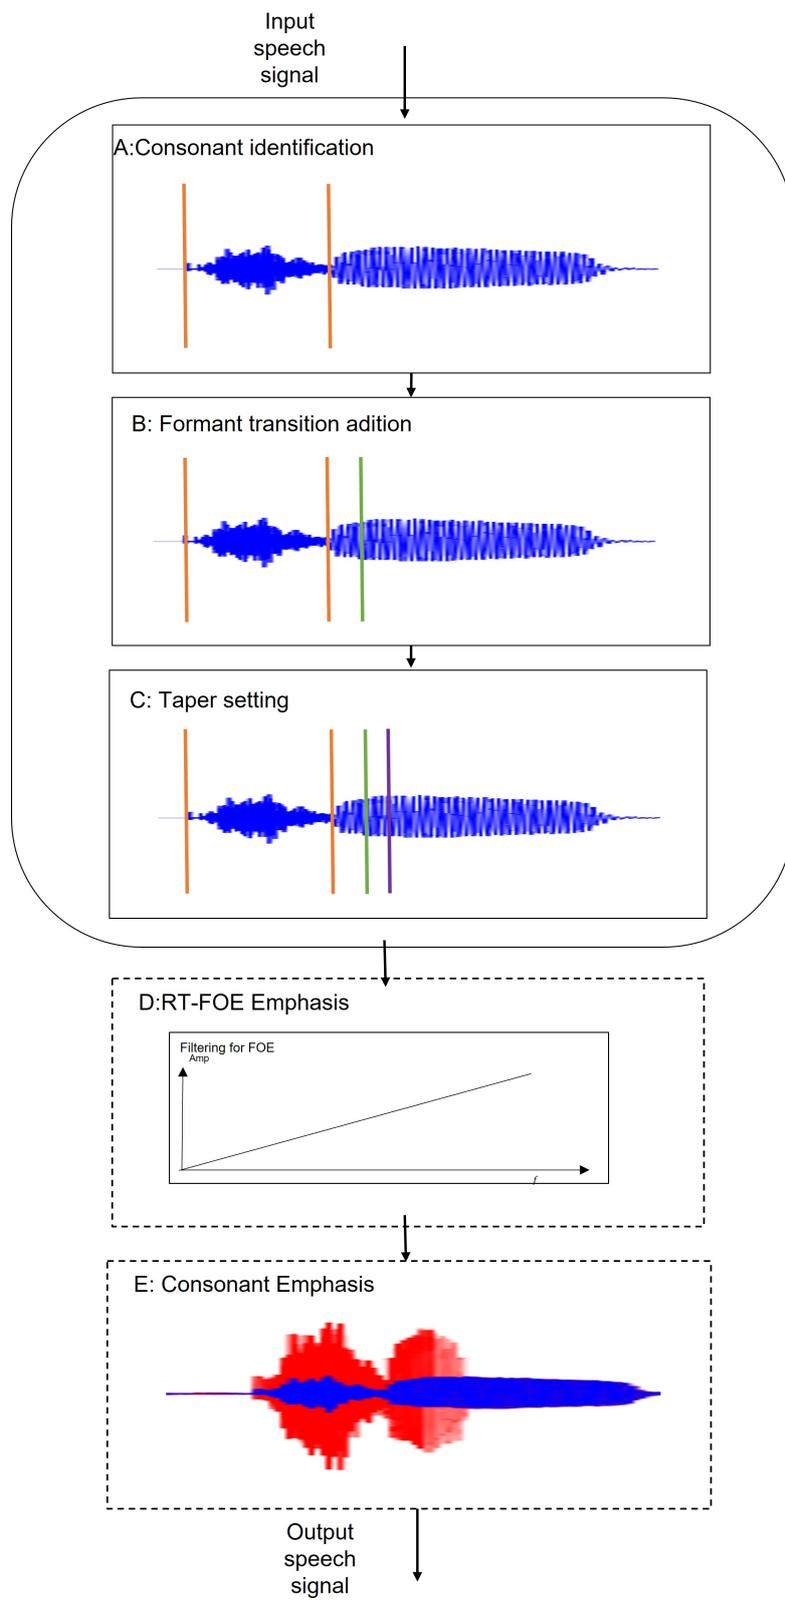 Input
speech
signal
A:Consonant identification
B: Formant transition adition
C: Taper setting
D:RT-FOE Emphasis
Filtering for FOE
Amp
f
E: Consonant Emphasis
Output
speech
signal